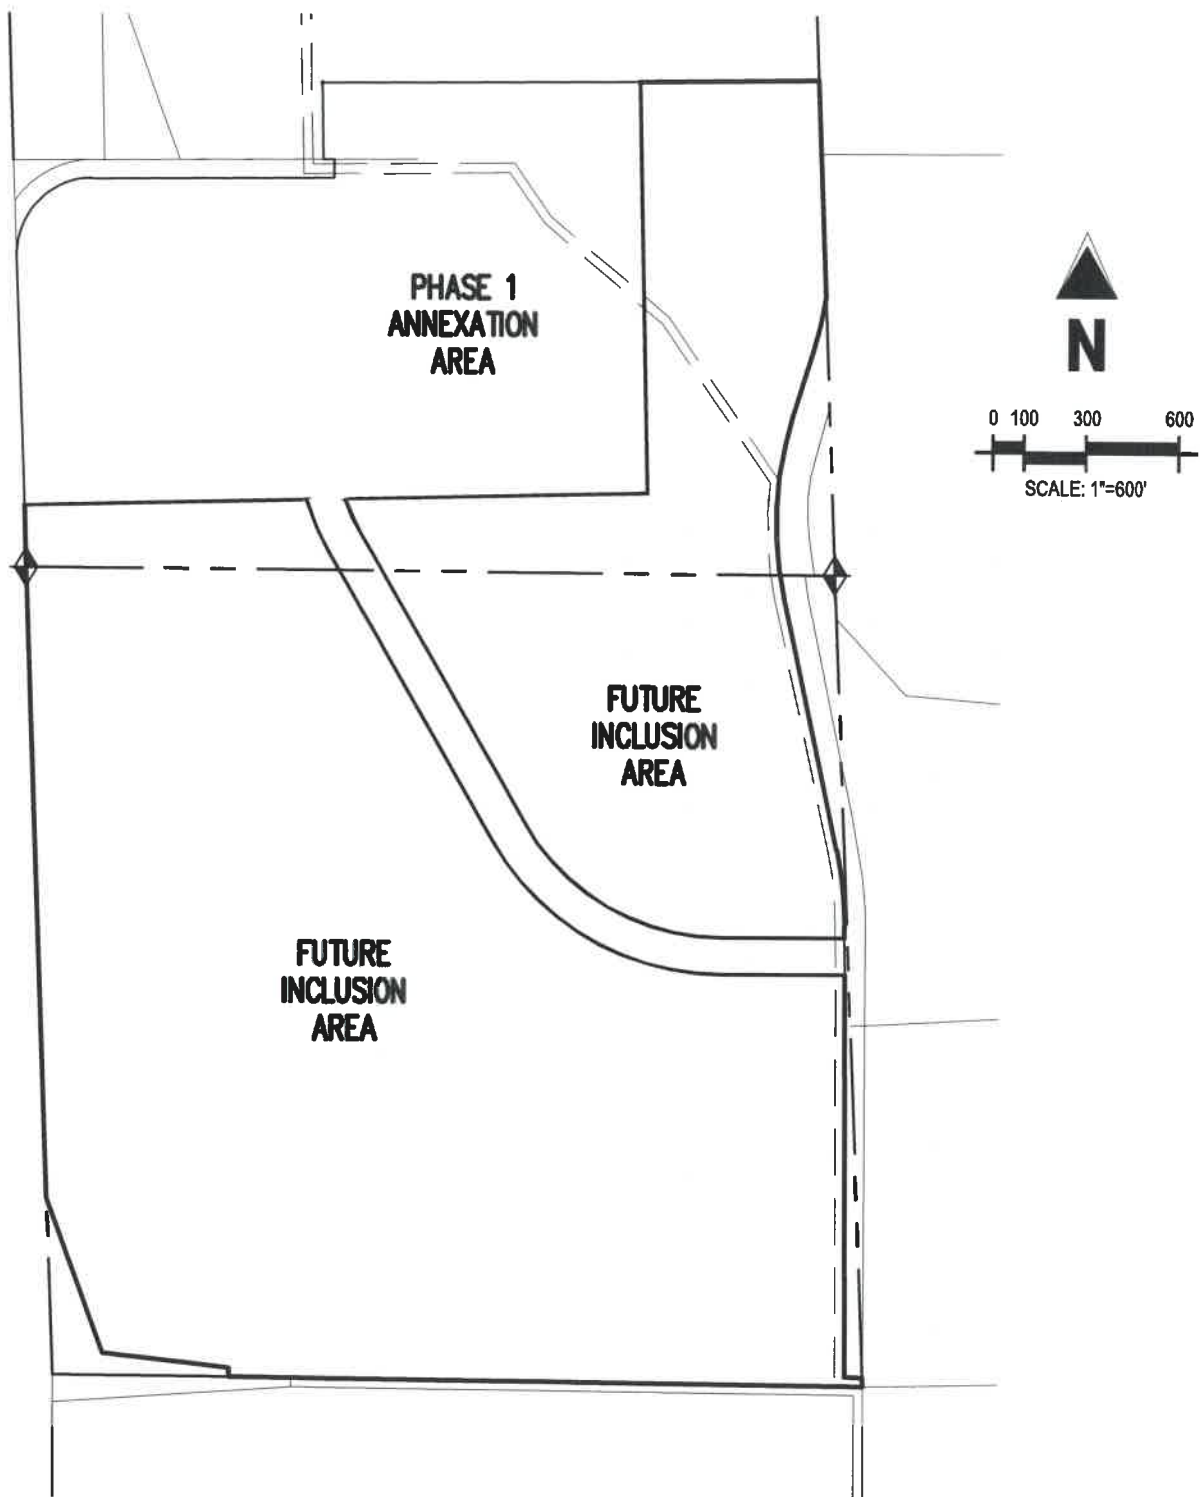 PHASE 1
ANNEXATION
AREA
N
0 100 300 600
SCALE: 1"=600'
FUTURE
INCLUSION
AREA
FUTURE
INCLUSION
AREA